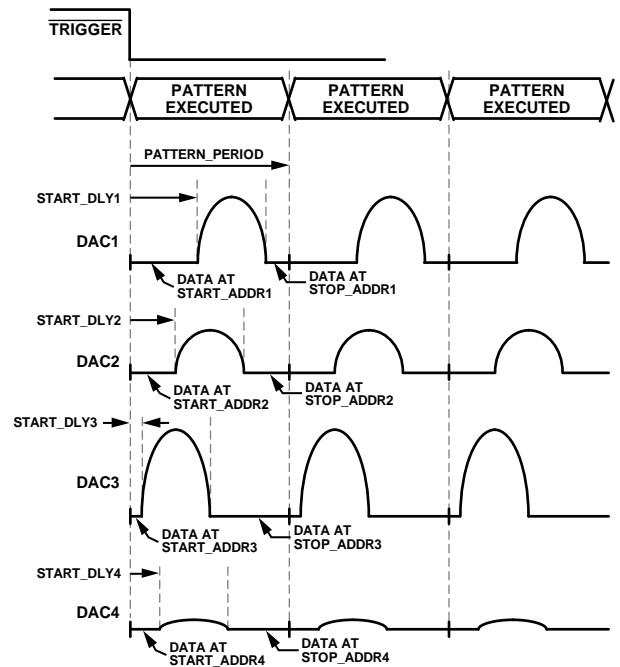 TRIGGER
PATTERN
EXECUTED
PATTERN
EXECUTED
PATTERN
EXECUTED
PATTERN_PERIOD
START_DLY1
DAC1
DATA AT
START_ADDR1
DATA AT
STOP_ADDR1
START_DLY2
DAC2
DATA AT
START_ADDR2
DATA AT
STOP_ADDR2
START_DLY3
DAC3
DATA AT
START_ADDR3
DATA AT
STOP_ADDR3
START_DLY4
DAC4
DATA AT
START_ADDR4
DATA AT
STOP_ADDR4